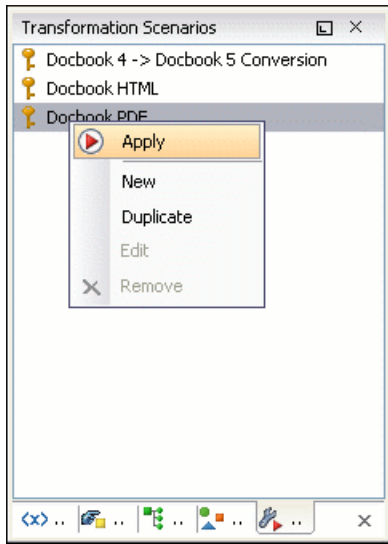 Transformation Scenarios
Docbook 4 -> Docbook 5 Conversion
Docbook HTML
Docbook PDF
Apply
New
Duplicate
Edit
Remove
<x> .. .. .. .. ..